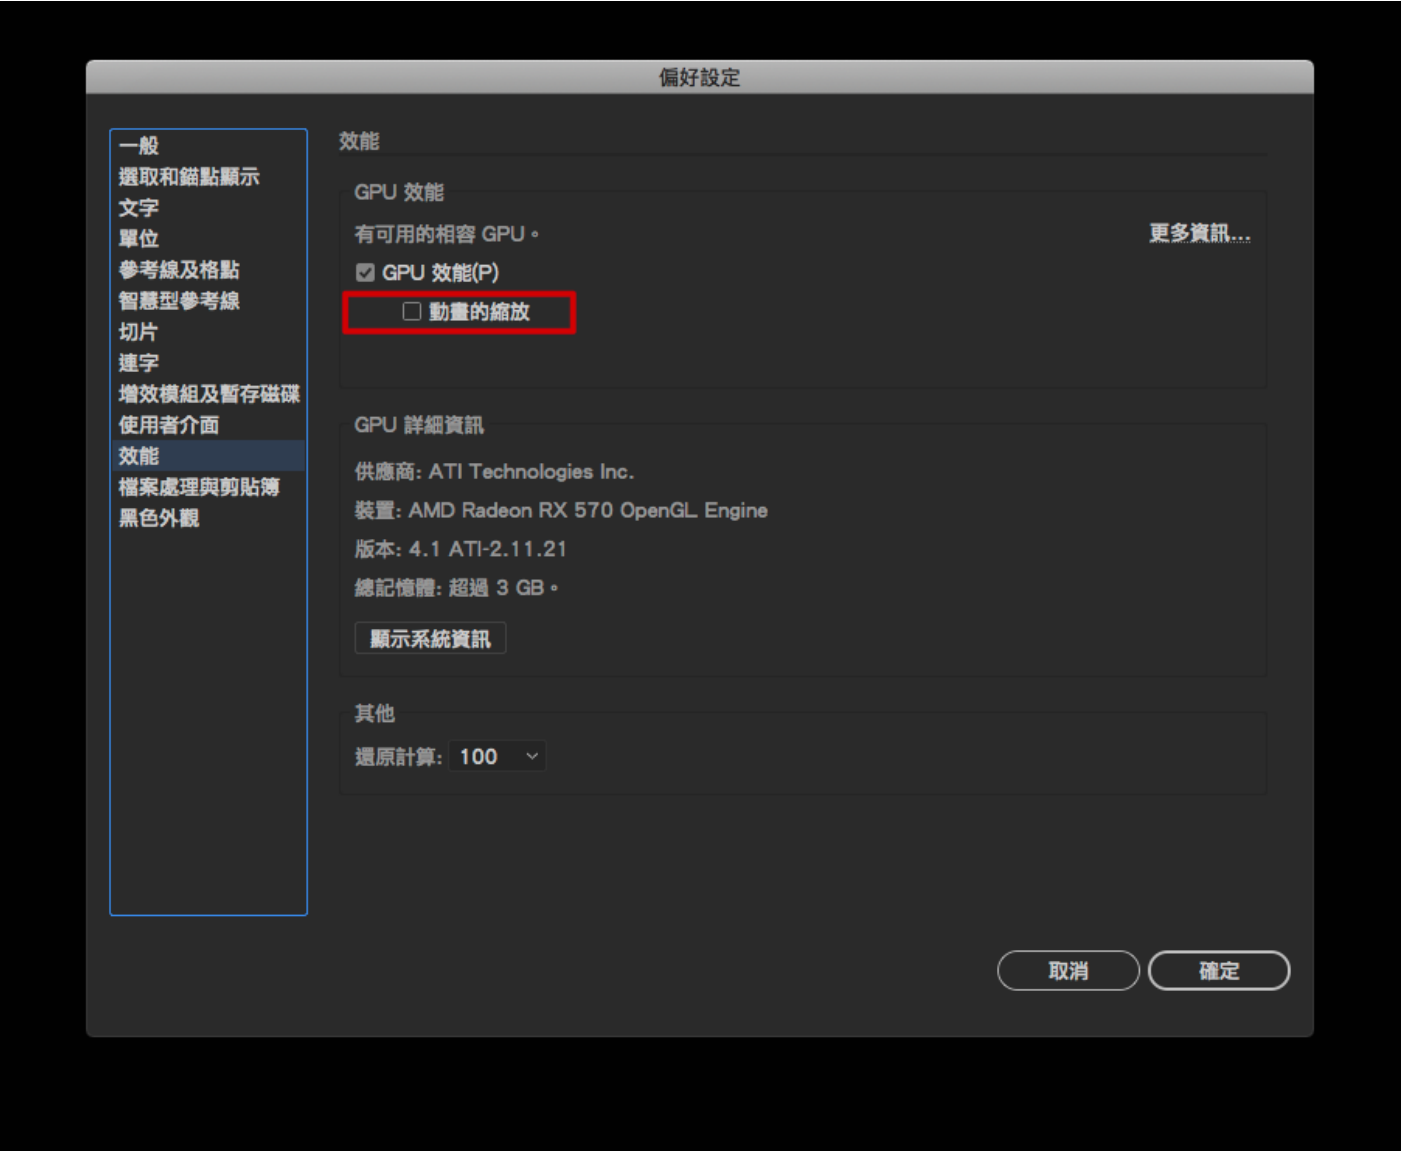 偏好設定
一般
選取和錨點顯示
文字
單位
參考線及格點
智慧型參考線
切片
連字
增效模組及暫存磁碟
使用者介面
效能
檔案處理與剪貼簿
黑色外觀
效能
GPU 效能
有可用的相容 GPU。
更多資訊...
GPU 效能(P)
動畫的縮放
GPU 詳細資訊
供應商: ATI Technologies Inc.
裝置: AMD Radeon RX 570 OpenGL Engine
版本: 4.1 ATI-2.11.21
總記憶體: 超過 3 GB。
顯示系統資訊
其他
還原計算: 100
取消
確定